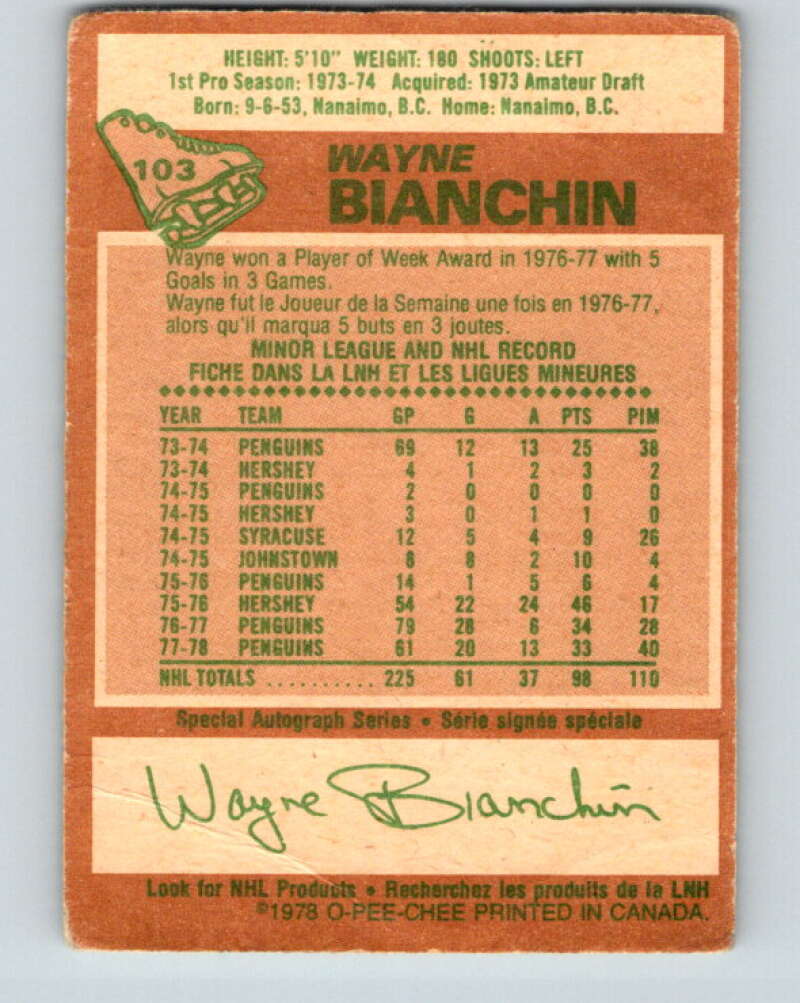 HEIGHT: 5'10" WEIGHT: 180 SHOOTS: LEFT
1st Pro Season: 1973-74 Acquired: 1973 Amateur Draft
Born: 9-6-53, Nanaimo, B.C. Home: Nanaimo, B.C.
103
WAYNE
BIANCHIN
Wayne won a Player of Week Award in 1976-77 with 5
Goals in 3 Games.
Wayne fut le Joueur de la Semaine une fois en 1976-77,
alors qu'il marqua 5 buts en 3 joutes.
MINOR LEAGUE AND NHL RECORD
FICHE DANS LA LNH ET LES LIGUES MINEURES
YEAR TEAM GP G A PTS PIM
73-74 PENGUINS 69 12 13 25 38
73-74 HERSHEY 4 1 2 3 2
74-75 PENGUINS 2 0 0 0 0
74-75 HERSHEY 3 0 1 1 0
74-75 SYRACUSE 12 5 4 9 26
74-75 JOHNSTOWN 6 8 2 10 4
75-76 PENGUINS 14 1 5 6 4
75-76 HERSHEY 54 22 24 46 17
76-77 PENGUINS 79 28 6 34 28
77-78 PENGUINS 61 20 13 33 40
NHL TOTALS .......... 225 61 37 98 110
Special Autograph Series • Série signée spéciale
Wayne Bianchin
Look for NHL Products • Recherchez les produits de la LNH
©1978 O-PEE-CHEE PRINTED IN CANADA.